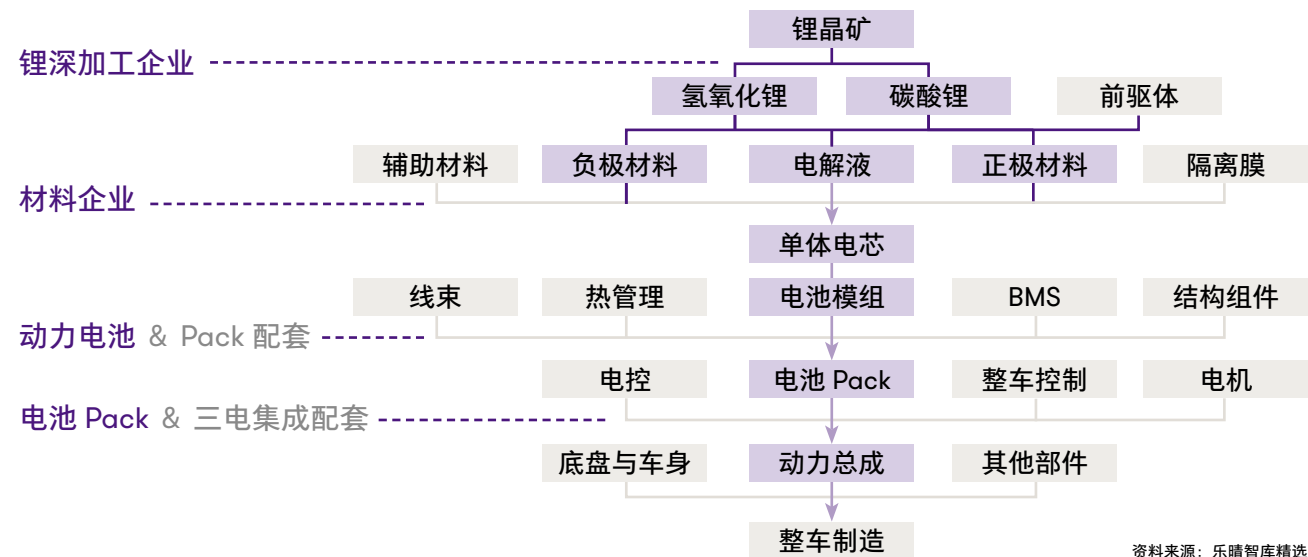 锂晶矿
锂深加工企业
氢氧化锂 碳酸锂 前驱体
辅助材料 负极材料 电解液 正极材料 隔离膜
材料企业
单体电芯
线束 热管理 电池模组 BMS 结构组件
动力电池 & Pack 配套
电控 电池 Pack 整车控制 电机
电池 Pack & 三电集成配套
底盘与车身 动力总成 其他部件
整车制造
资料来源：乐晴智库精选